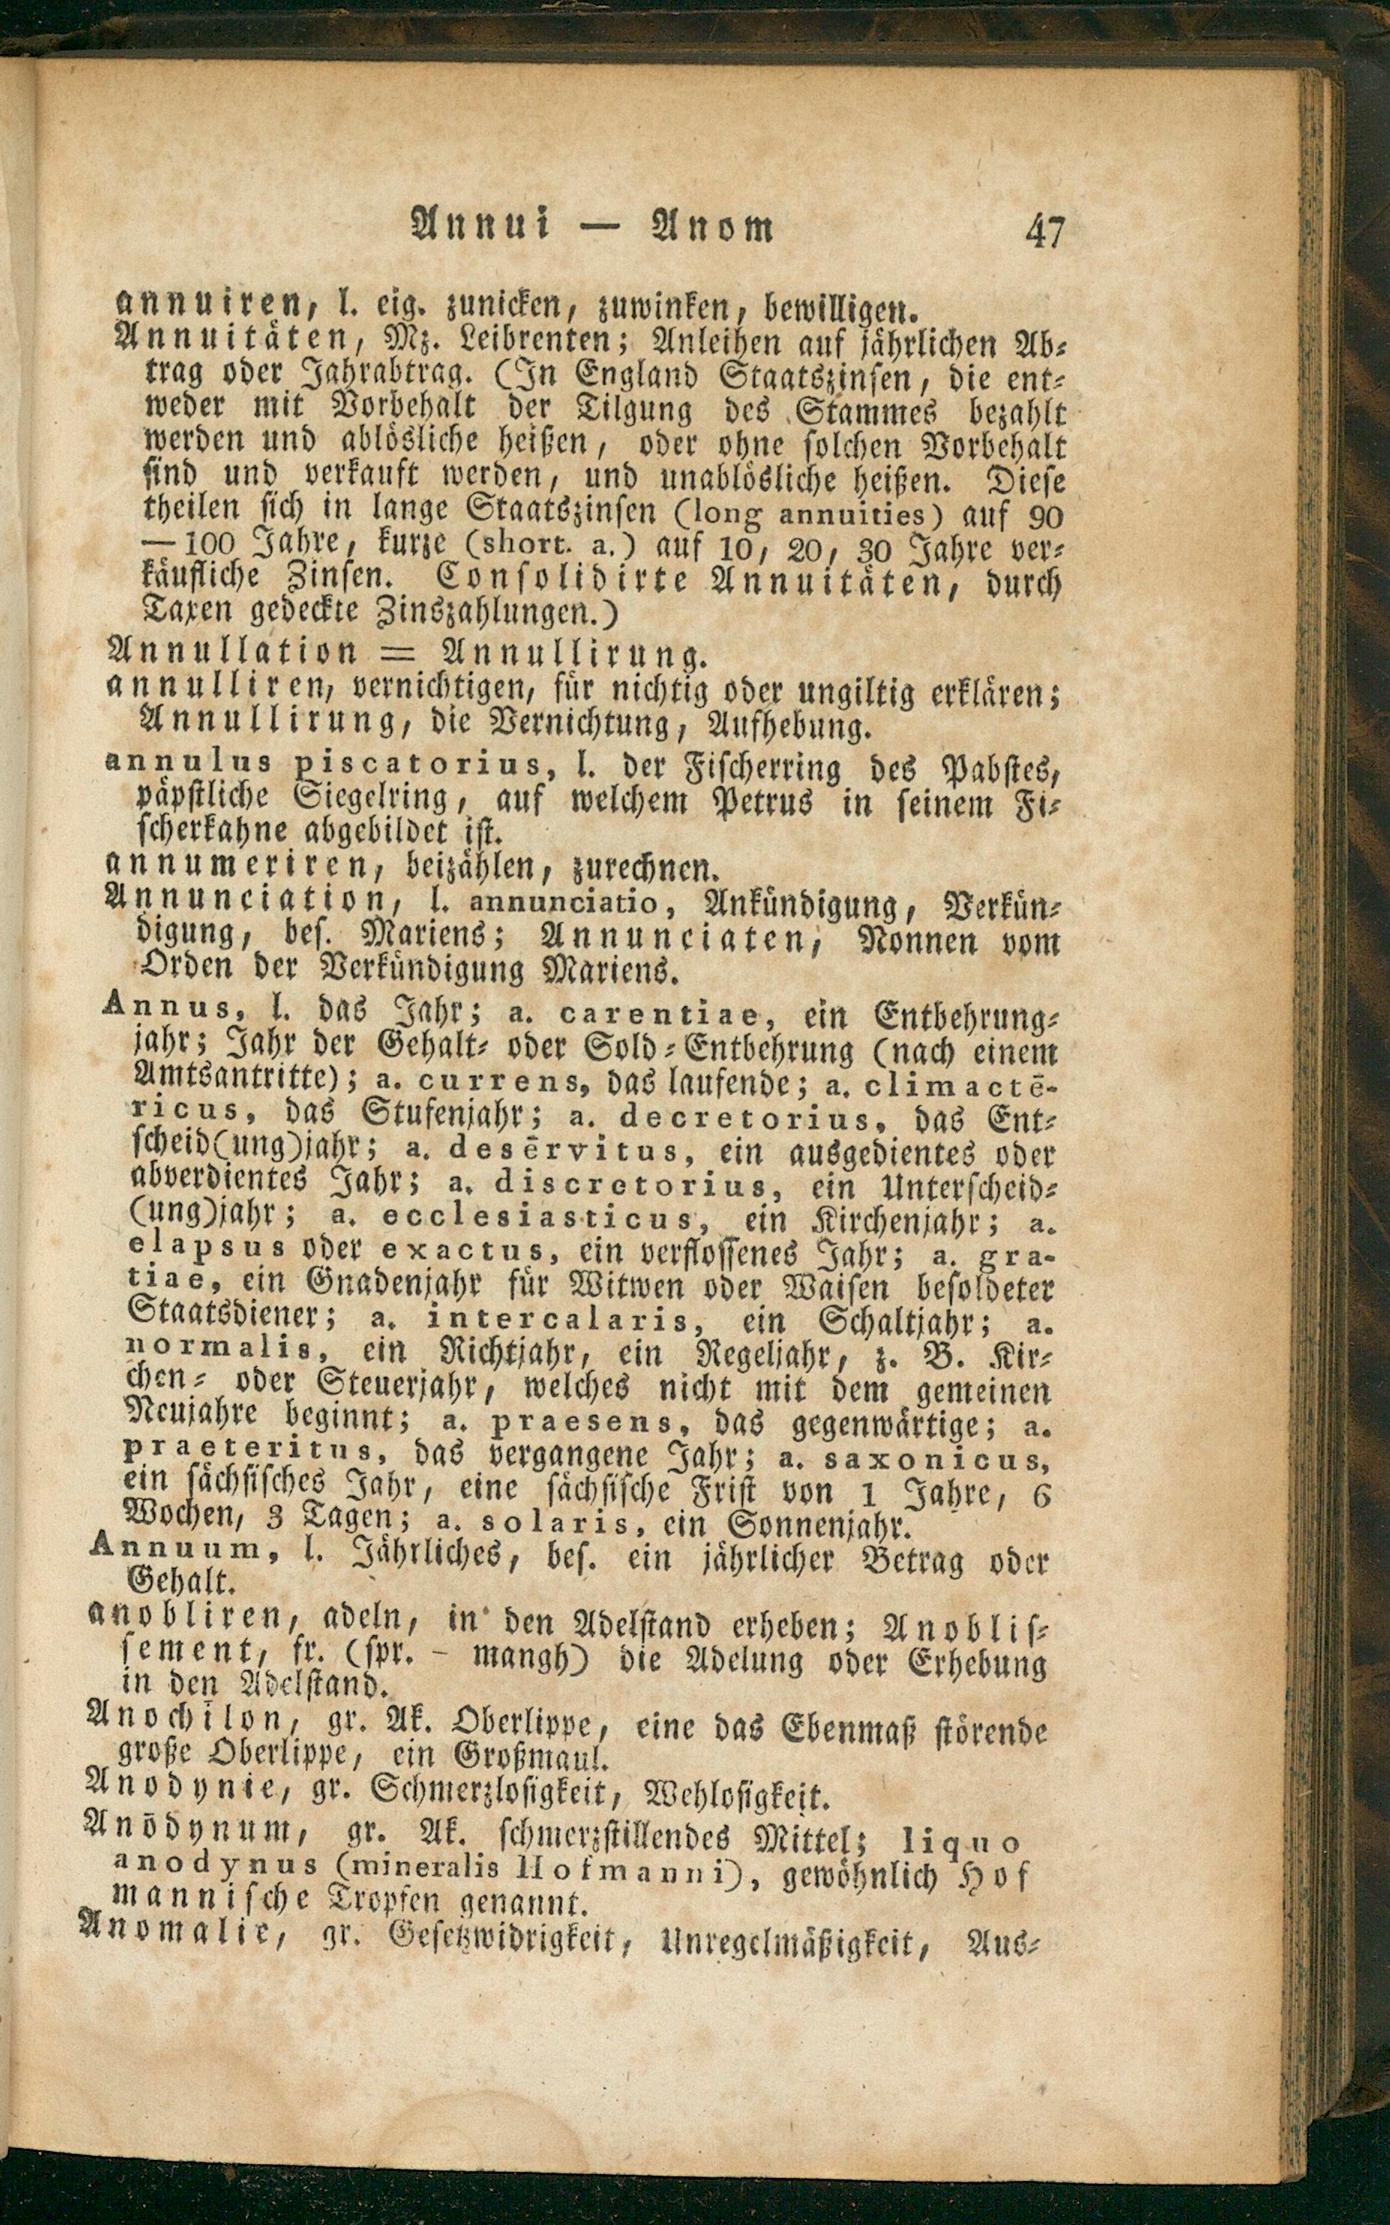 Annui — Anom 47
annuiren, l. eig. zunicken, zuwinken, bewilligen.
Annuitäten, Mz. Leibrenten; Anleihen auf jährlichen Ab-
trag oder Jahrabtrag. (In England Staatszinsen, die ent-
weder mit Vorbehalt der Tilgung des Stammes bezahlt
werden und ablösliche heißen, oder ohne solchen Vorbehalt
sind und verkauft werden, und unablösliche heißen. Diese
theilen sich in lange Staatszinsen (long annuities) auf 90
—100 Jahre, kurze (short. a.) auf 10, 20, 30 Jahre ver-
käufliche Zinsen. Consolidirte Annuitäten, durch
Taxen gedeckte Zinszahlungen.)
Annullation = Annullirung.
annulliren, vernichtigen, für nichtig oder ungiltig erklären;
Annullirung, die Vernichtung, Aufhebung.
annulus piscatorius, l. der Fischerring des Pabstes,
päpstliche Siegelring, auf welchem Petrus in seinem Fi-
scherkahne abgebildet ist.
annumeriren, beizählen, zurechnen.
Annunciation, l. annunciatio, Ankündigung, Verkün-
digung, bes. Mariens; Annunciaten, Nonnen vom
Orden der Verkündigung Mariens.
Annus, l. das Jahr; a. carentiae, ein Entbehrung-
jahr; Jahr der Gehalt- oder Sold-Entbehrung (nach einem
Amtsantritte); a. currens, das laufende; a. climactē-
ricus, das Stufenjahr; a. decretorius, das Ent-
scheid(ung)jahr; a. desērvitus, ein ausgedientes oder
abverdientes Jahr; a. discretorius, ein Unterscheid-
(ung)jahr; a. ecclesiasticus, ein Kirchenjahr; a.
elapsus oder exactus, ein verflossenes Jahr; a. gra-
tiae, ein Gnadenjahr für Witwen oder Waisen besoldeter
Staatsdiener; a. intercalaris, ein Schaltjahr; a.
normalis, ein Richtjahr, ein Regeljahr, z. B. Kir-
chen- oder Steuerjahr, welches nicht mit dem gemeinen
Neujahre beginnt; a. praesens, das gegenwärtige; a.
praeteritus, das vergangene Jahr; a. saxonicus,
ein sächsisches Jahr, eine sächsische Frist von 1 Jahre, 6
Wochen, 3 Tagen; a. solaris, ein Sonnenjahr.
Annuum, l. Jährliches, bes. ein jährlicher Betrag oder
Gehalt.
anobliren, adeln, in den Adelstand erheben; Anoblis-
sement, fr. (spr. - mangh) die Adelung oder Erhebung
in den Adelstand.
Anochīlon, gr. Ak. Oberlippe, eine das Ebenmaß störende
große Oberlippe, ein Großmaul.
Anodynie, gr. Schmerzlosigkeit, Wehlosigkeit.
Anōdynum, gr. Ak. schmerzstillendes Mittel; liquo
anodynus (mineralis Hofmanni), gewöhnlich Hof
mannische Tropfen genannt.
Anomalie, gr. Gesetzwidrigkeit, Unregelmäßigkeit, Aus-